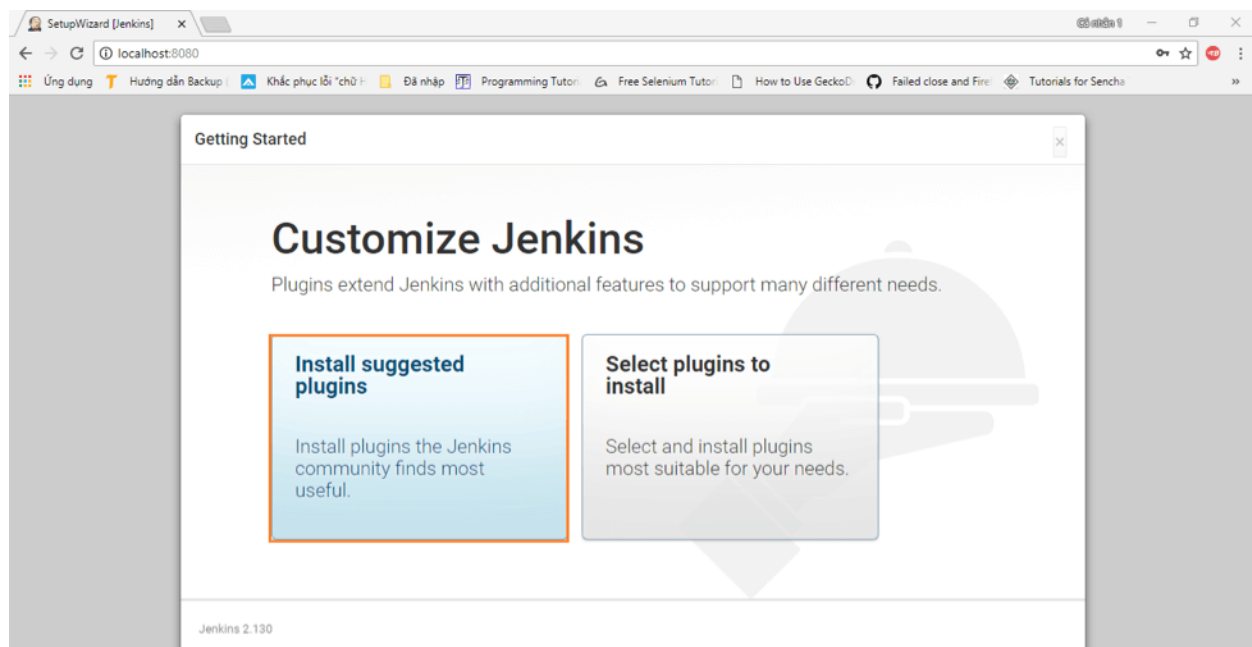 SetupWizard [Jenkins]
Cá nhân 1
localhost:8080
Ứng dụng Hướng dẫn Backup Khắc phục lỗi "chữ H Đã nhập Programming Tutori Free Selenium Tutori How to Use GeckoD Failed close and Fire Tutorials for Sencha
Getting Started
Customize Jenkins
Plugins extend Jenkins with additional features to support many different needs.
Install suggested
plugins
Install plugins the Jenkins
community finds most
useful.
Select plugins to
install
Select and install plugins
most suitable for your needs.
Jenkins 2.130